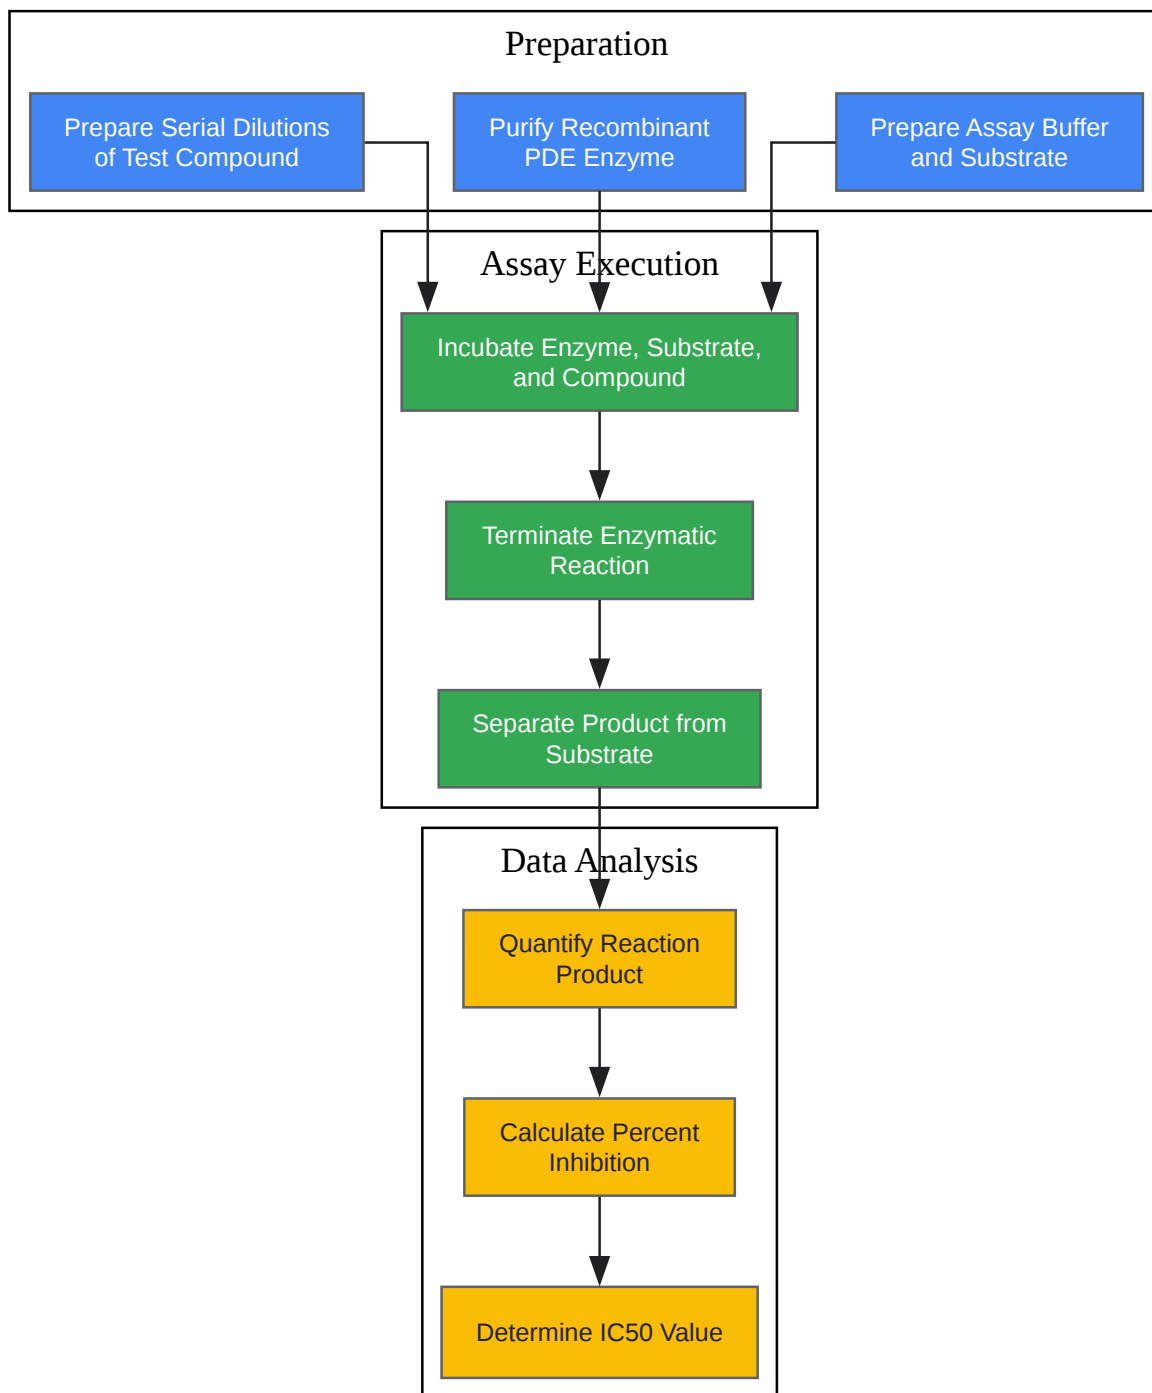 Preparation
Prepare Serial Dilutions
of Test Compound
Purify Recombinant
PDE Enzyme
Prepare Assay Buffer
and Substrate
Assay Execution
Incubate Enzyme, Substrate,
and Compound
Terminate Enzymatic
Reaction
Separate Product from
Substrate
Data Analysis
Quantify Reaction
Product
Calculate Percent
Inhibition
Determine IC50 Value